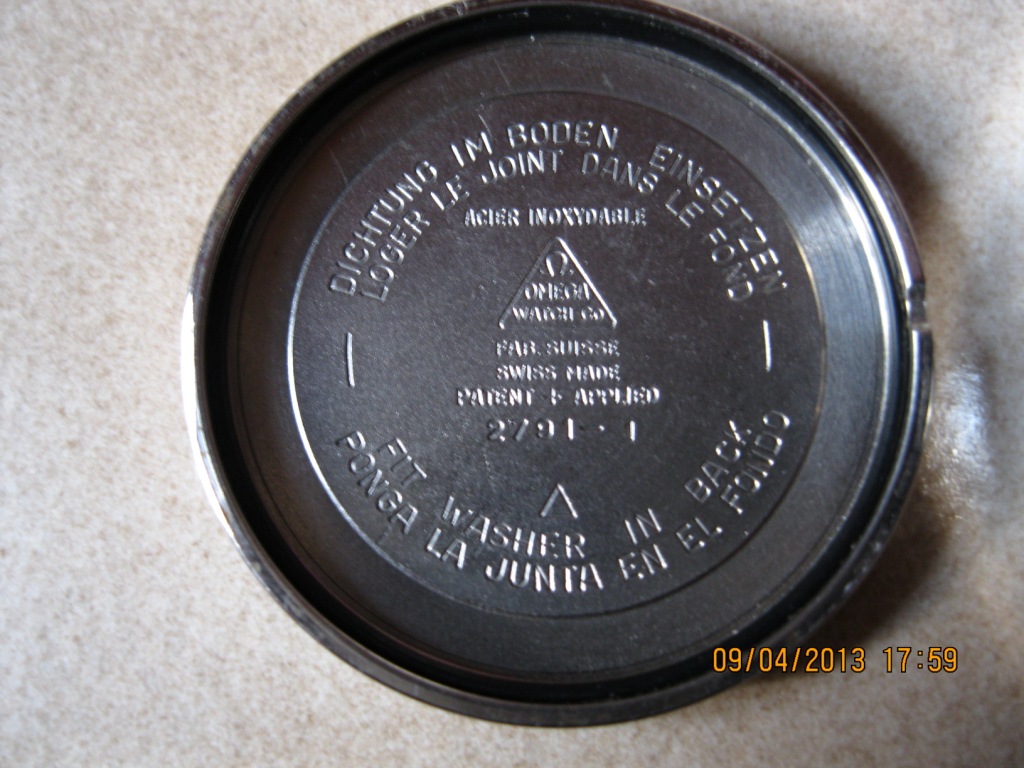 DICHTUNG IM BODEN EINSETZEN
LOGER LE JOINT DANS LE FOND
ACIER INOXYDABLE
Ω
OMEGA
WATCH CO
FAB. SUISSE
SWISS MADE
PATENT & APPLIED
2791-1
FIT WASHER IN BACK
PONGA LA JUNTA EN EL FONDO
09/04/2013 17:59